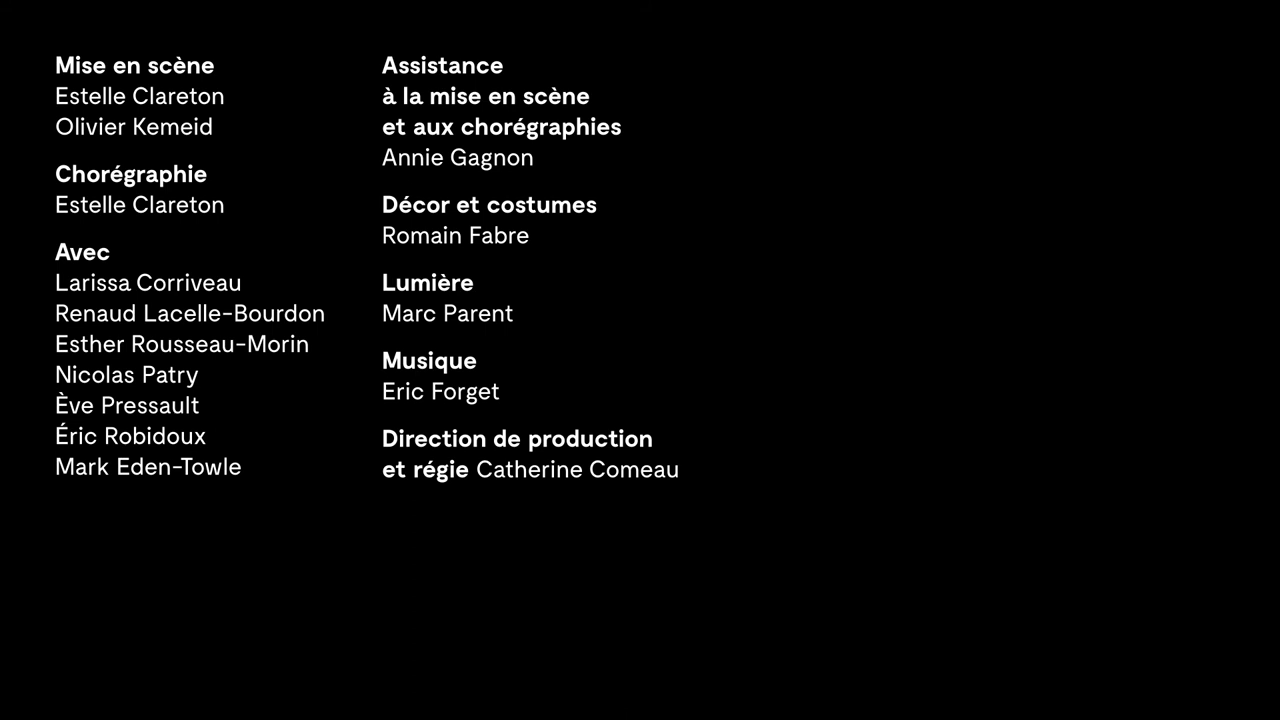 Mise en scène
Estelle Clareton
Olivier Kemeid
Chorégraphie
Estelle Clareton
Avec
Larissa Corriveau
Renaud Lacelle-Bourdon
Esther Rousseau-Morin
Nicolas Patry
Ève Pressault
Éric Robidoux
Mark Eden-Towle
Assistance
à la mise en scène
et aux chorégraphies
Annie Gagnon
Décor et costumes
Romain Fabre
Lumière
Marc Parent
Musique
Eric Forget
Direction de production
et régie Catherine Comeau